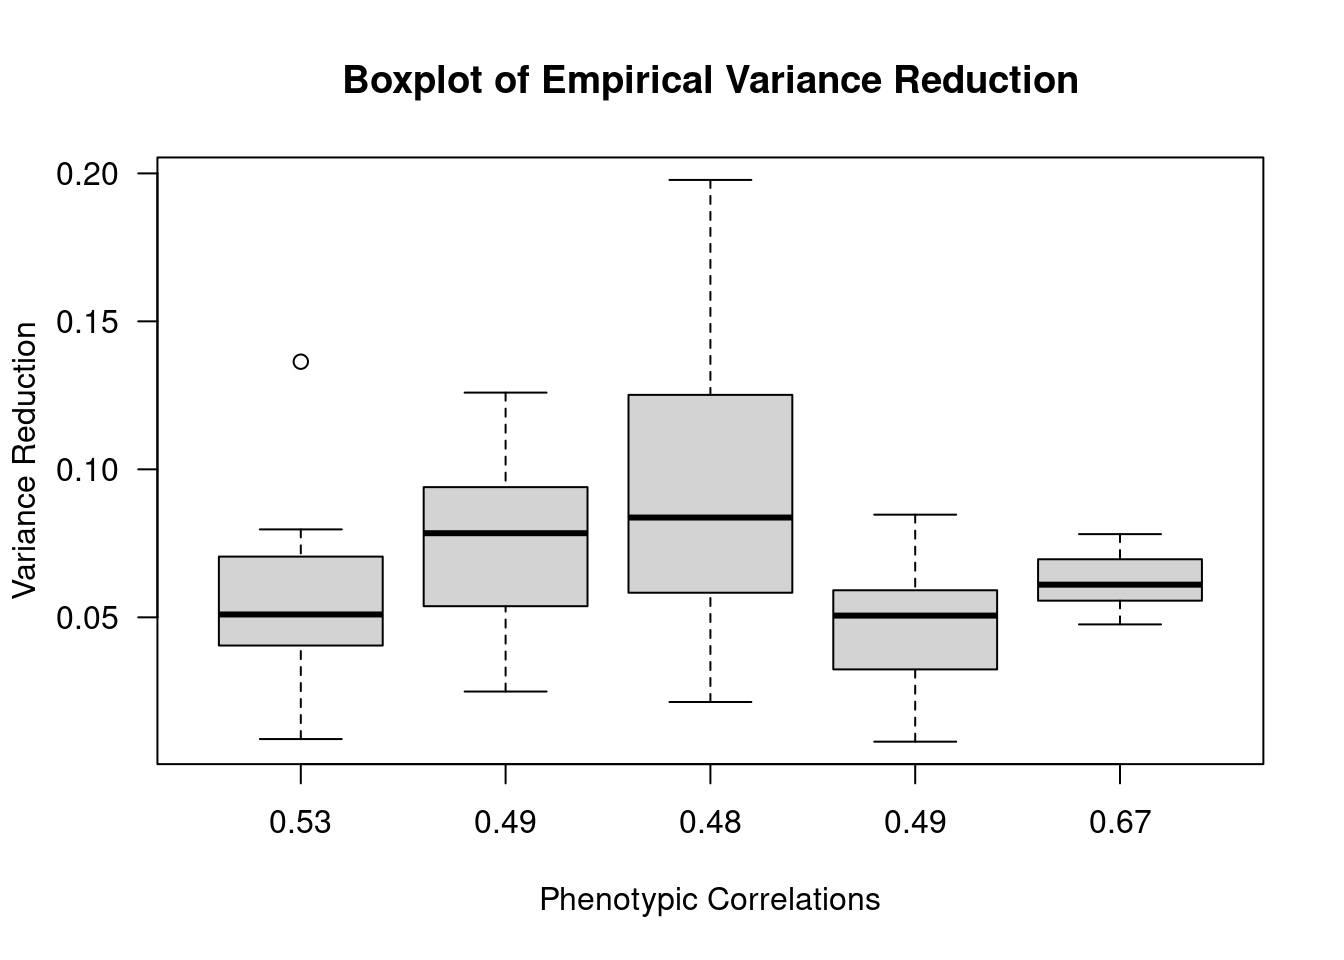 Boxplot of Empirical Variance Reduction
Variance Reduction
0.20
0.15
0.10
0.05
0.53 0.49 0.48 0.49 0.67
Phenotypic Correlations